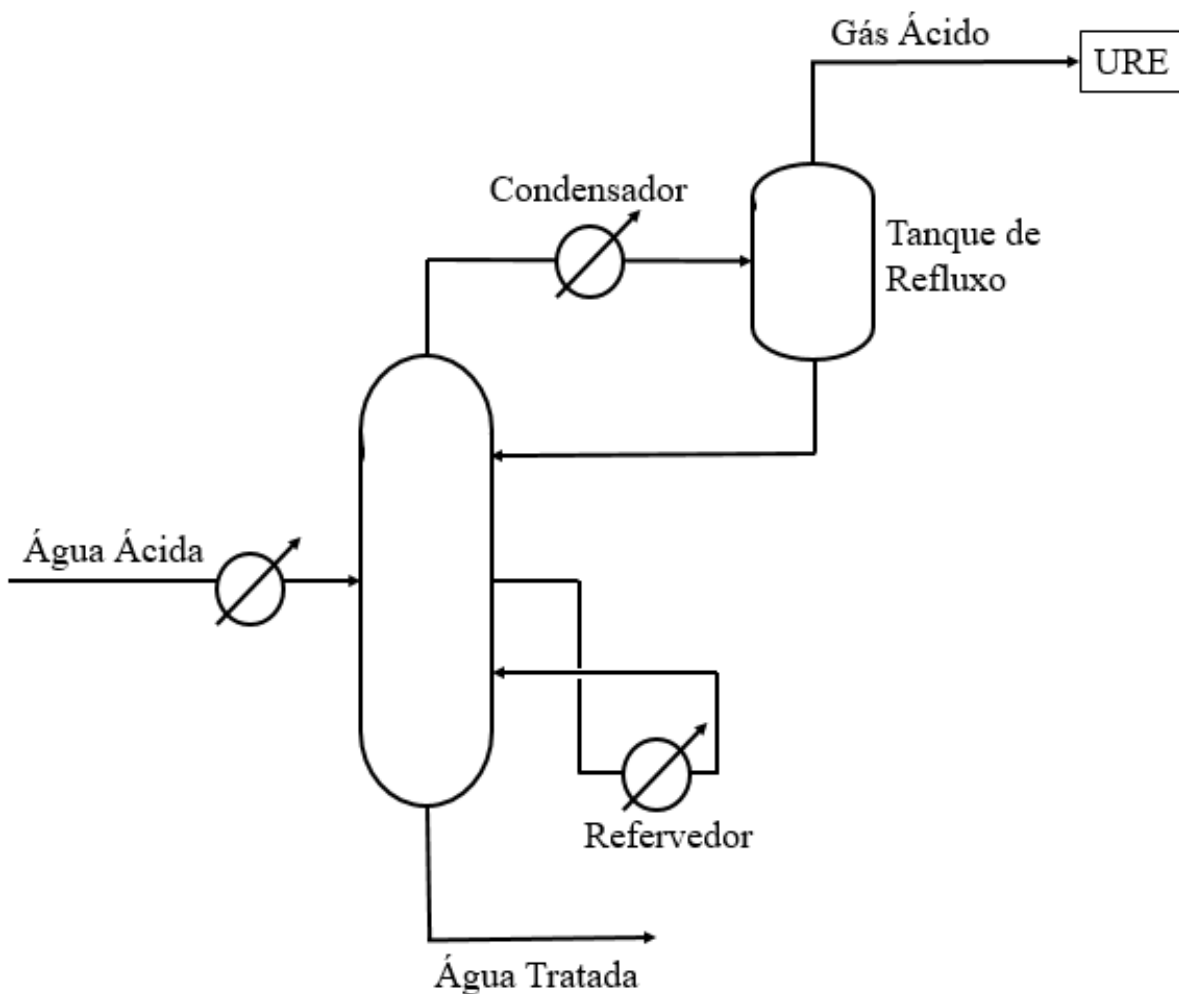 Gás Ácido
URE
Condensador
Tanque de
Refluxo
Água Ácida
Refervedor
Água Tratada